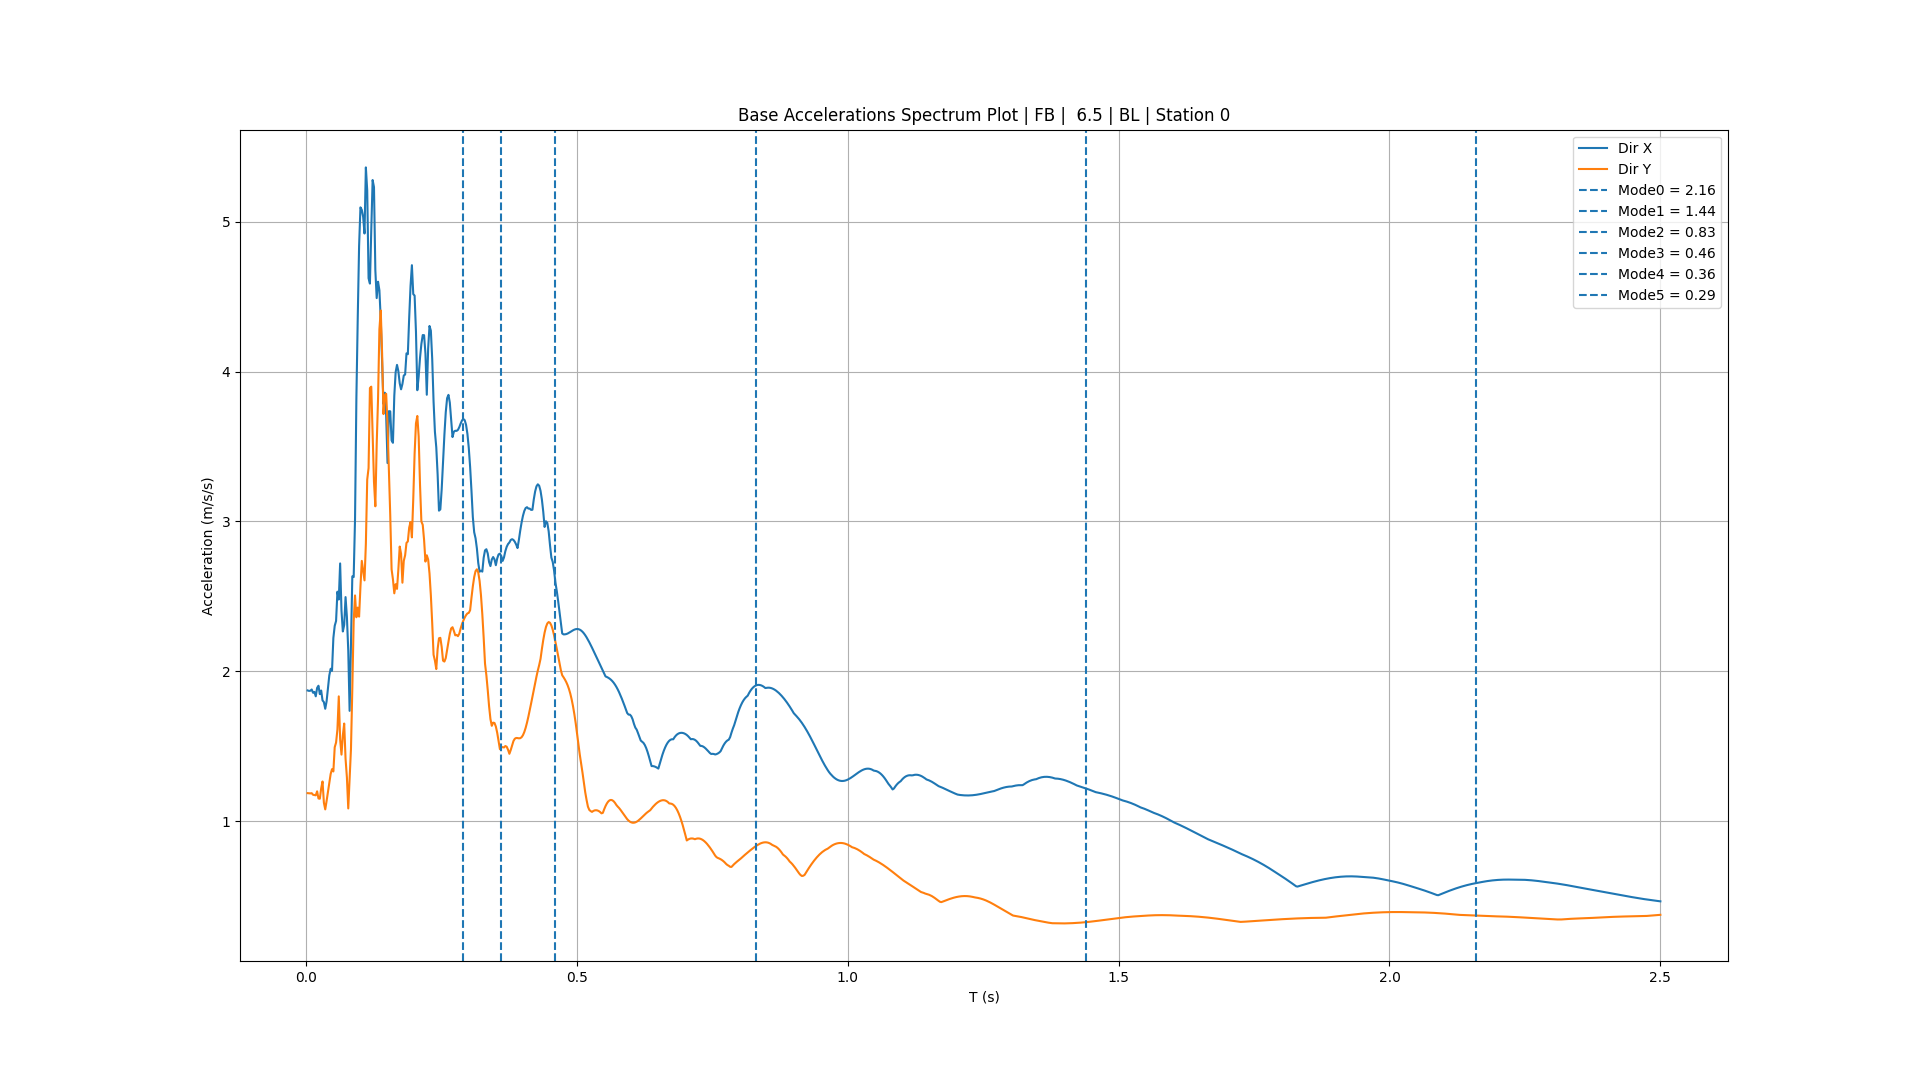 Base Accelerations Spectrum Plot | FB |  6.5 | BL | Station 0
Dir X
Dir Y
Mode0 = 2.16
Mode1 = 1.44
Mode2 = 0.83
Mode3 = 0.46
Mode4 = 0.36
Mode5 = 0.29
5
4
3
2
1
Acceleration (m/s/s)
0.0
0.5
1.0
1.5
2.0
2.5
T (s)